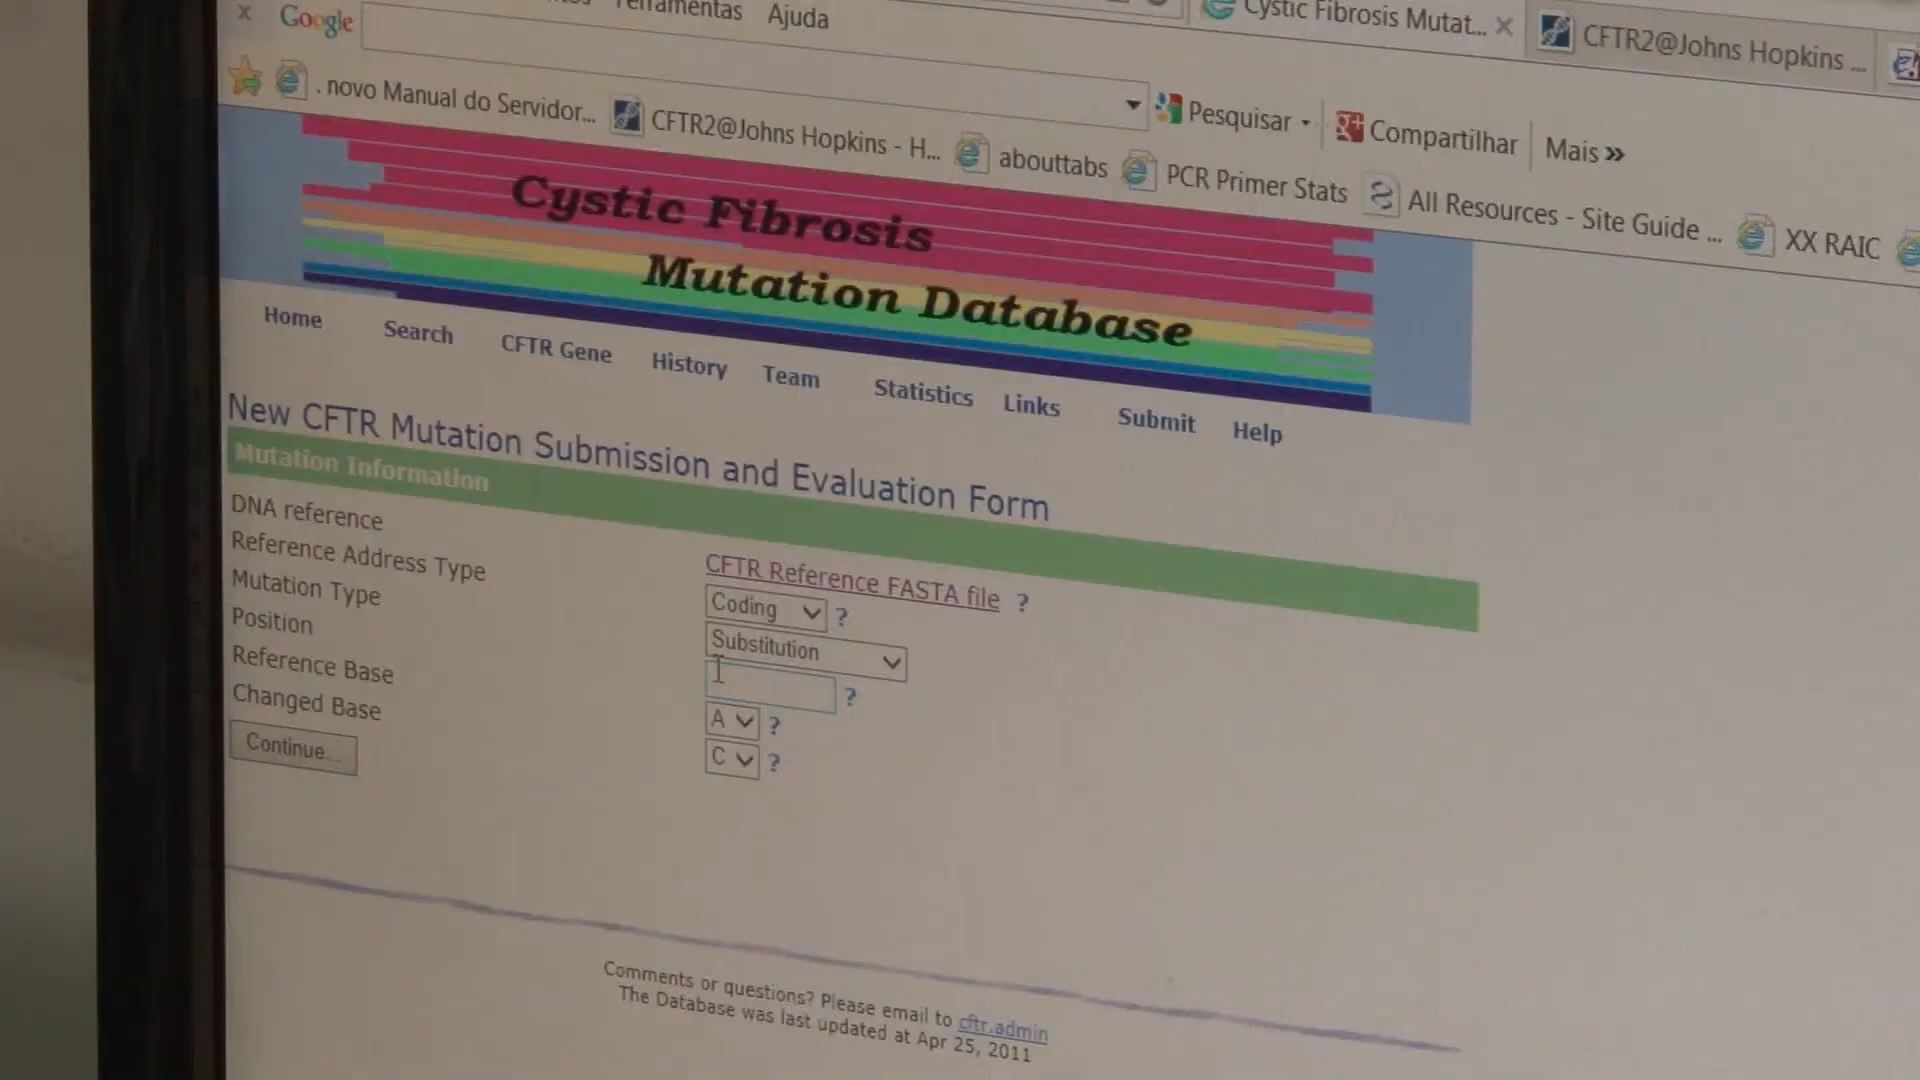 Ferramentas Ajuda
Cystic Fibrosis Mutat... CFTR2@Johns Hopkins ...
Google
Pesquisar Compartilhar Mais »
. novo Manual do Servidor... CFTR2@Johns Hopkins - H... abouttabs PCR Primer Stats All Resources - Site Guide ... XX RAIC
Cystic Fibrosis
Mutation Database
Home Search CFTR Gene History Team Statistics Links Submit Help
New CFTR Mutation Submission and Evaluation Form
Mutation Information
DNA reference CFTR Reference FASTA file ?
Reference Address Type Coding ?
Mutation Type Substitution
Position ?
Reference Base A ?
Changed Base C ?
Continue...
Comments or questions? Please email to cftr.admin
The Database was last updated at Apr 25, 2011